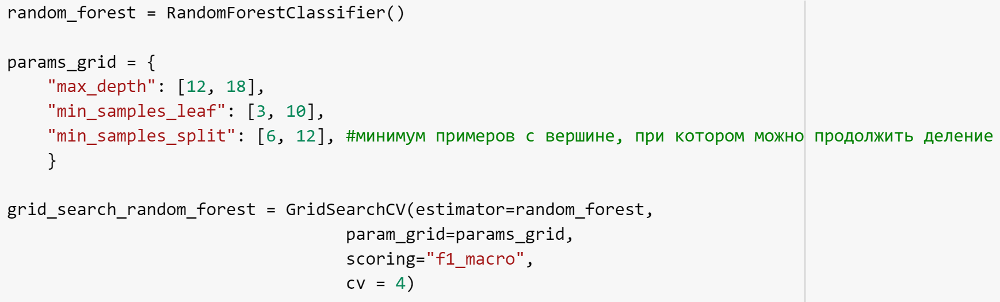 random_forest = RandomForestClassifier()
params_grid = {
    "max_depth": [12, 18],
    "min_samples_leaf": [3, 10],
    "min_samples_split": [6, 12], #минимум примеров с вершине, при котором можно продолжить деление
    }
grid_search_random_forest = GridSearchCV(estimator=random_forest,
                                  param_grid=params_grid,
                                  scoring="f1_macro",
                                  cv = 4)